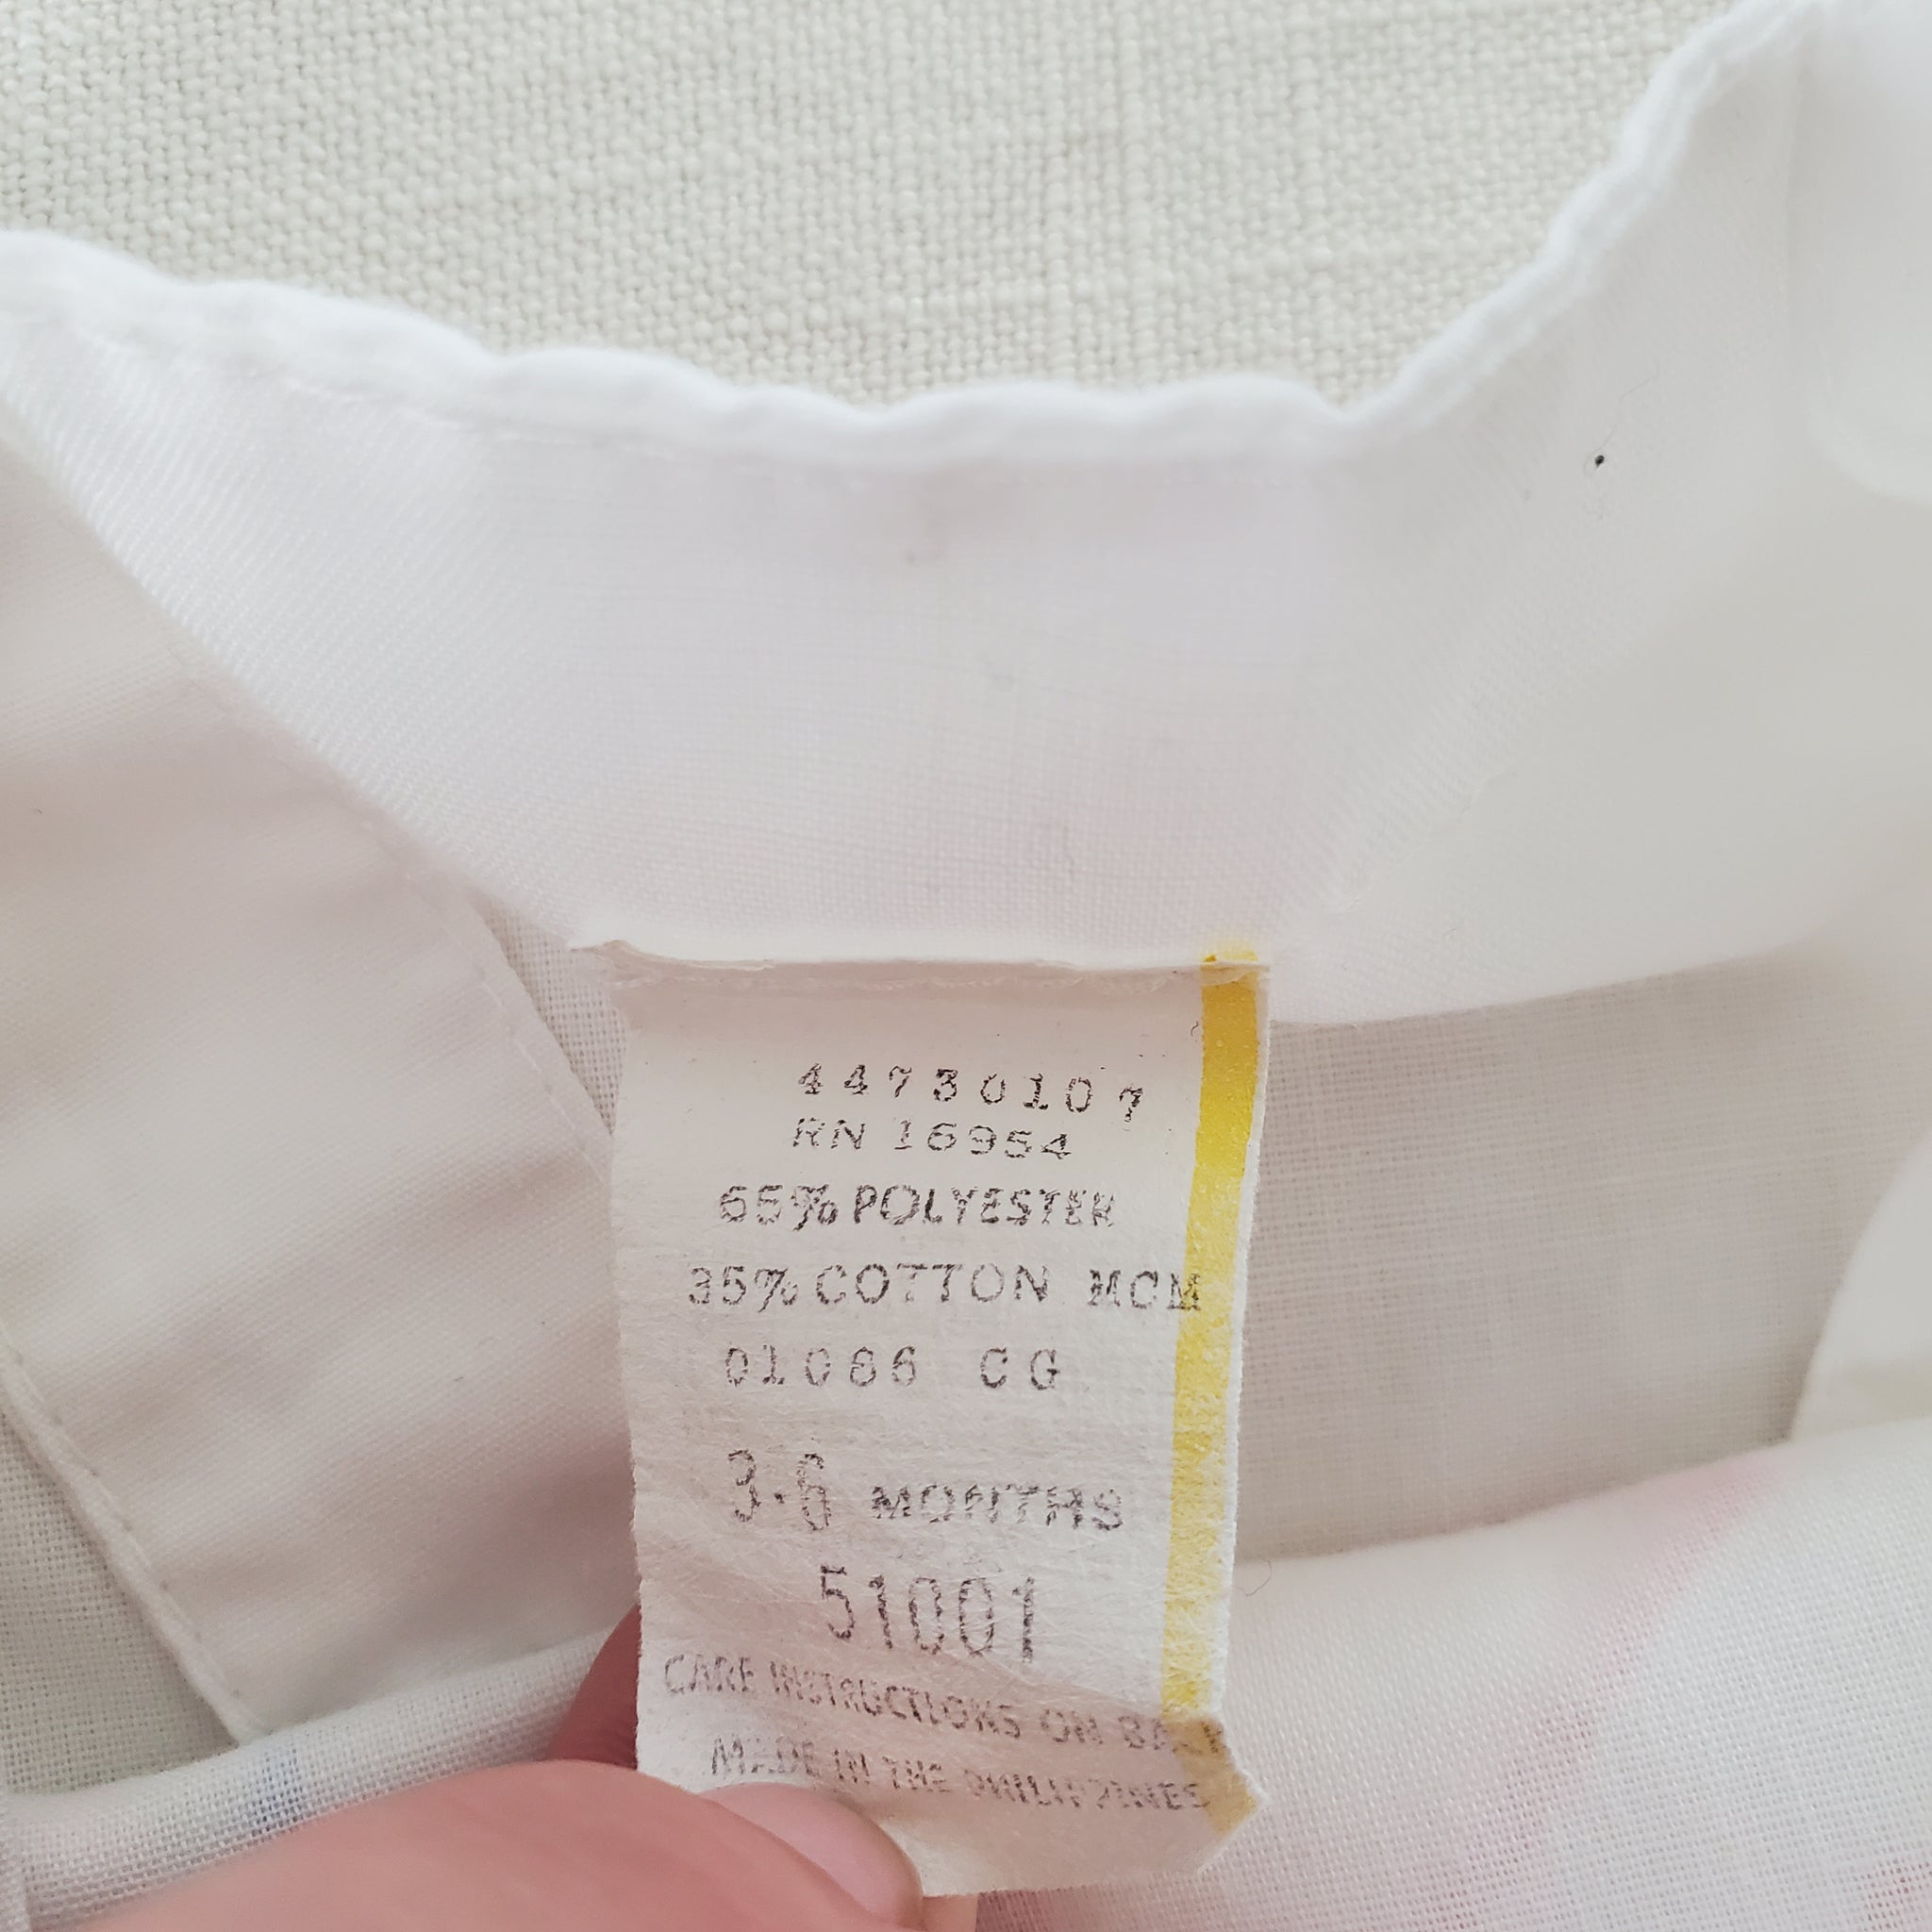 44730107
RN 16954
65% POLYESTER
35% COTTON MCM
01086 CG
3-6 MONTHS
51001
CARE INSTRUCTIONS ON BACK
MADE IN THE PHILIPPINES